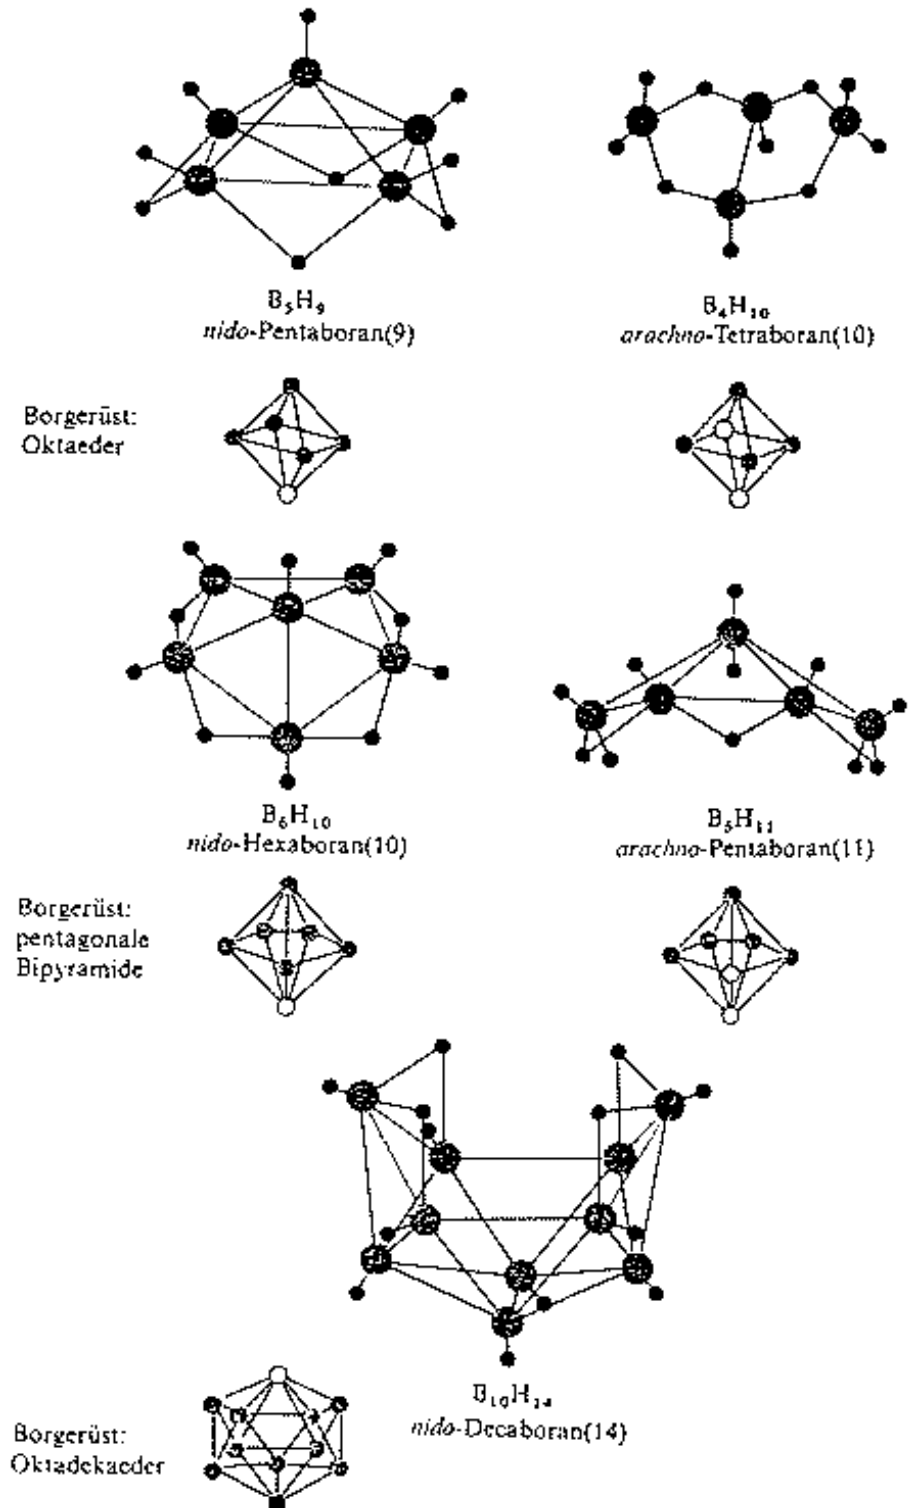 B₅H₉
nido-Pentaboran(9)
B₄H₁₀
arachno-Tetraboran(10)
Borgerüst:
Oktaeder
B₆H₁₀
nido-Hexaboran(10)
B₅H₁₁
arachno-Pentaboran(11)
Borgerüst:
pentagonale
Bipyramide
B₁₀H₁₄
nido-Decaboran(14)
Borgerüst:
Oktadekaeder